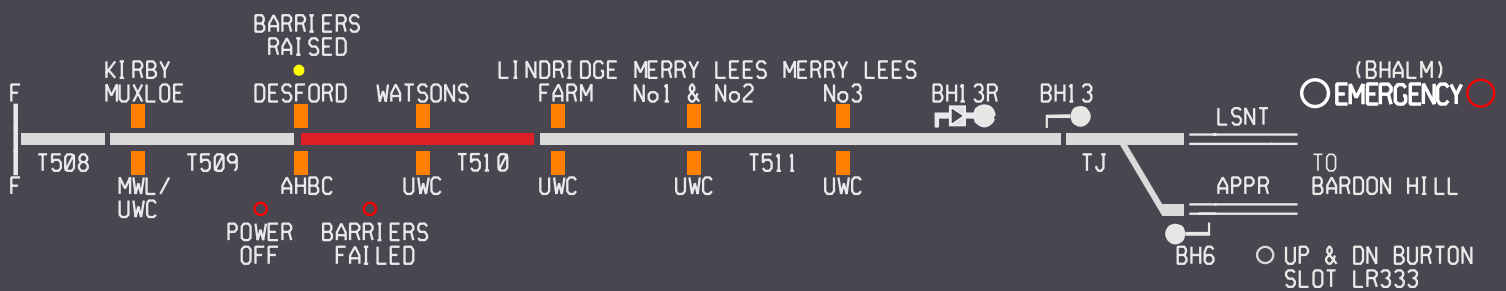 BARRIERS
RAISED
KIRBY
MUXLOE
DESFORD
WATSONS
LINDRIDGE
FARM
MERRY LEES
No1 & No2
MERRY LEES
No3
BH13R
BH13
(BHALM)
EMERGENCY
F
F
T508
T509
T510
T511
TJ
LSNT
APPR
TO
BARDON HILL
MWL/
UWC
AHBC
UWC
UWC
UWC
UWC
POWER
OFF
BARRIERS
FAILED
BH6
UP & DN BURTON
SLOT LR333